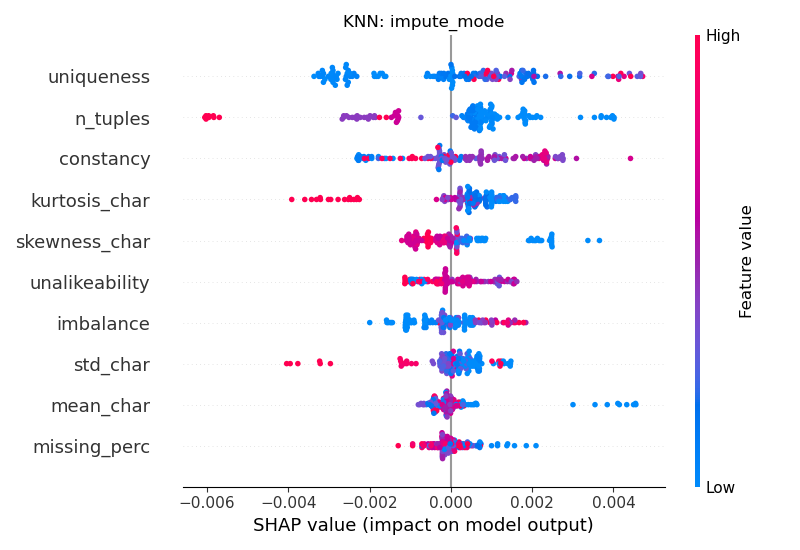 KNN: impute_mode
High
uniqueness
n_tuples
constancy
kurtosis_char
skewness_char
unalikeability
imbalance
std_char
mean_char
missing_perc
Feature value
Low
−0.006 −0.004 −0.002 0.000 0.002 0.004
SHAP value (impact on model output)